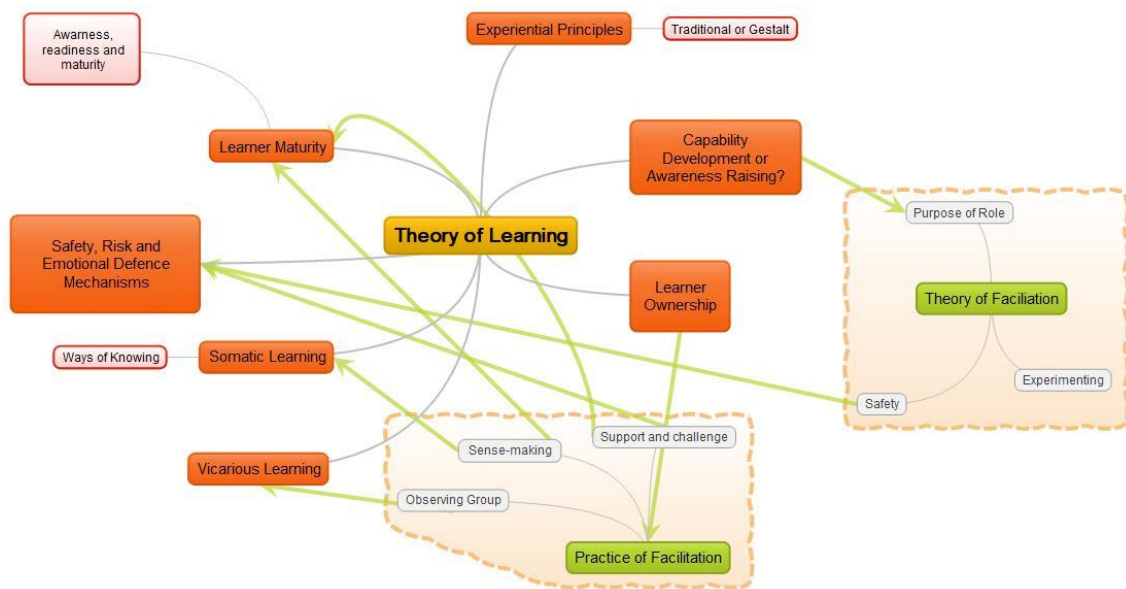 Awarness,
readiness and
maturity
Experiential Principles
Traditional or Gestalt
Learner Maturity
Capability
Development or
Awareness Raising?
Purpose of Role
Safety, Risk and
Emotional Defence
Mechanisms
Theory of Learning
Learner
Ownership
Theory of Faciliation
Ways of Knowing
Somatic Learning
Experimenting
Safety
Support and challenge
Sense-making
Vicarious Learning
Observing Group
Practice of Facilitation